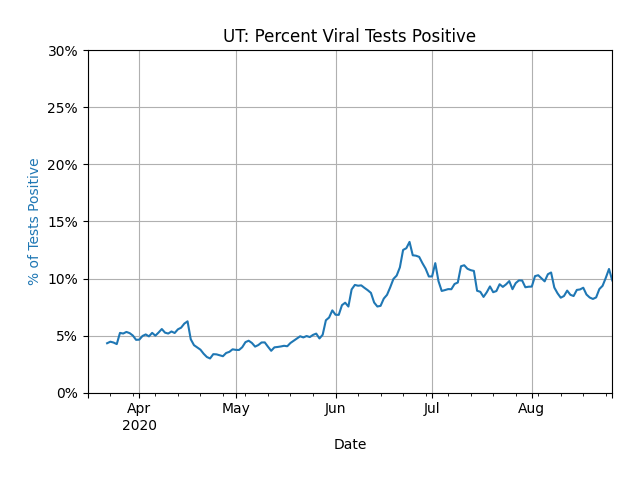 UT: Percent Viral Tests Positive
30%
25%
20%
15%
10%
5%
0%
% of Tests Positive
Apr
2020
May
Jun
Jul
Aug
Date